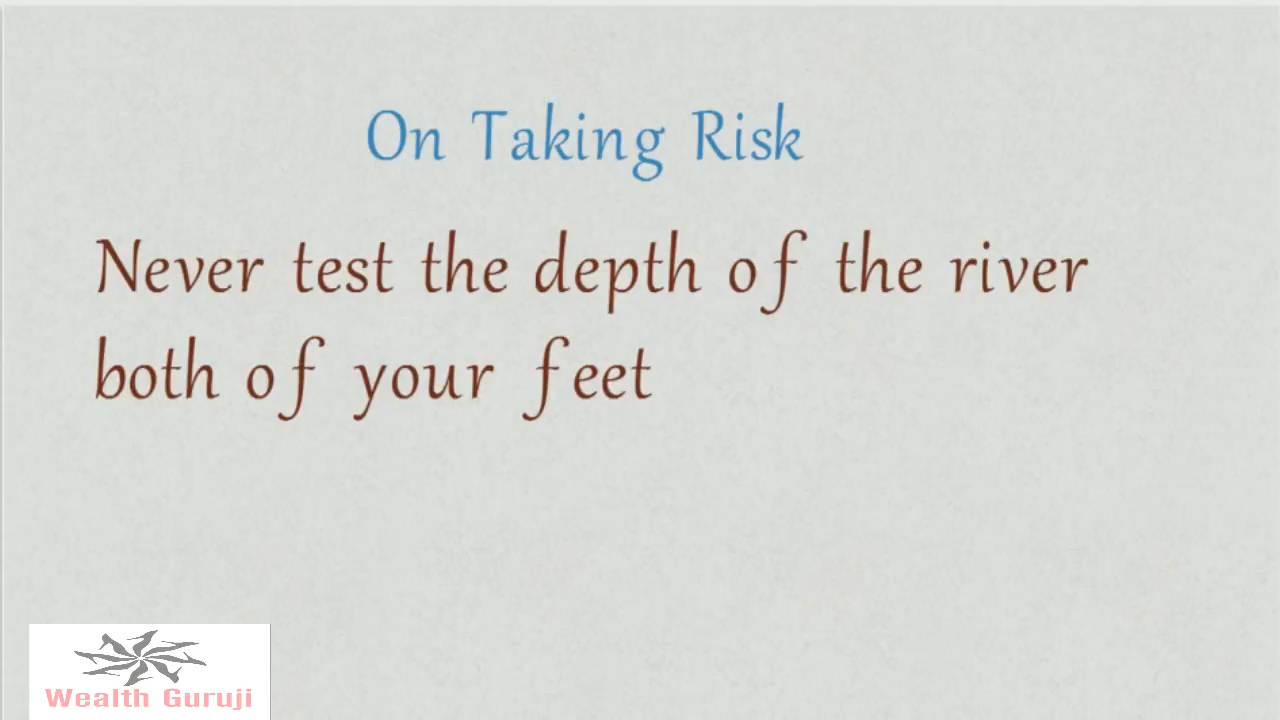 On Taking Risk
Never test the depth of the river
both of your feet
Wealth Guruji